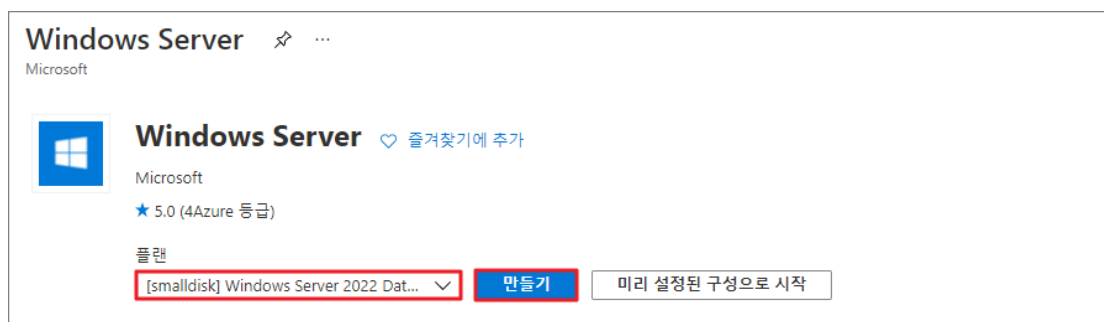 Windows Server ...
Microsoft
Windows Server 즐겨찾기에 추가
Microsoft
★ 5.0 (4Azure 등급)
플랜
[smalldisk] Windows Server 2022 Dat... 만들기 미리 설정된 구성으로 시작